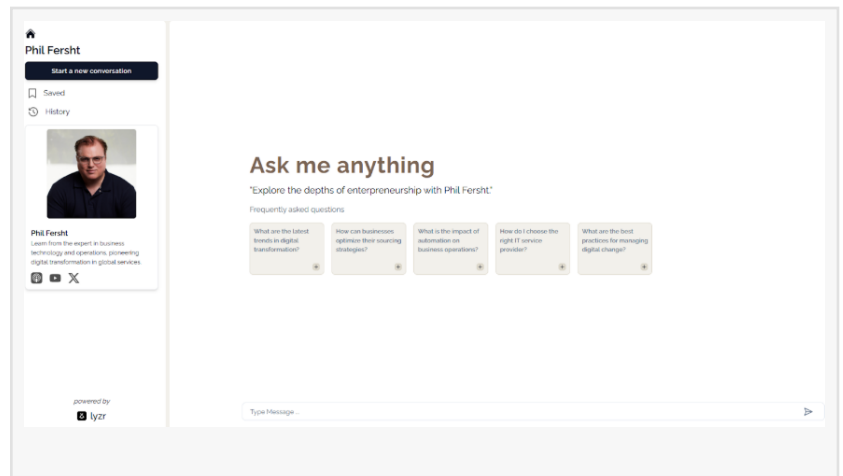 Phil Fersht
Start a new conversation
Saved
History
Phil Fersht
Learn from the expert in business
technology and operations, pioneering
digital transformation in global services.
powered by
lyzr
Ask me anything
"Explore the depths of enterpreneurship with Phil Fersht."
Frequently asked questions
What are the latest
trends in digital
transformation?
How can businesses
optimize their sourcing
strategies?
What is the impact of
automation on
business operations?
How do I choose the
right IT service
provider?
What are the best
practices for managing
digital change?
Type Message...